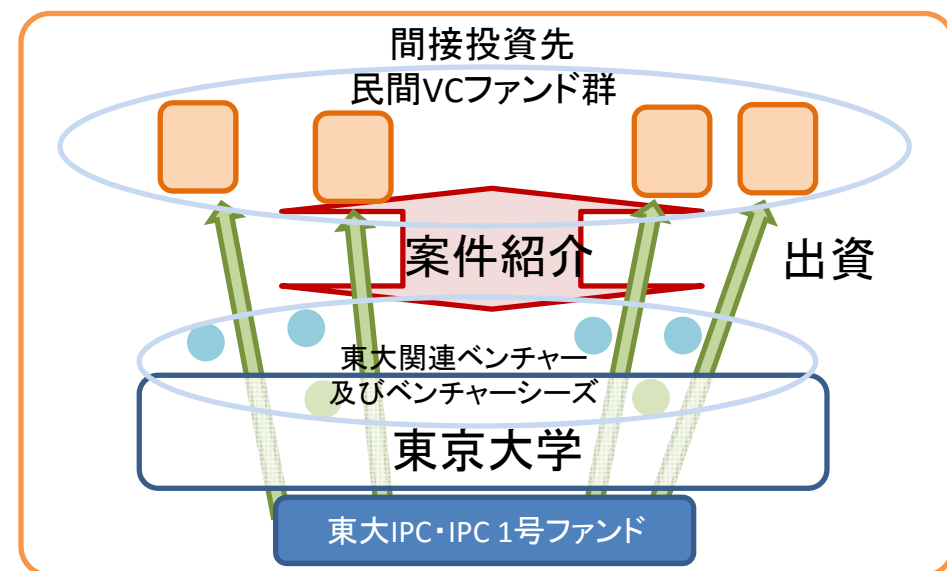 間接投資先
民間VCファンド群
案件紹介
出資
東大関連ベンチャー
及びベンチャーシーズ
東京大学
東大IPC・IPC 1号ファンド